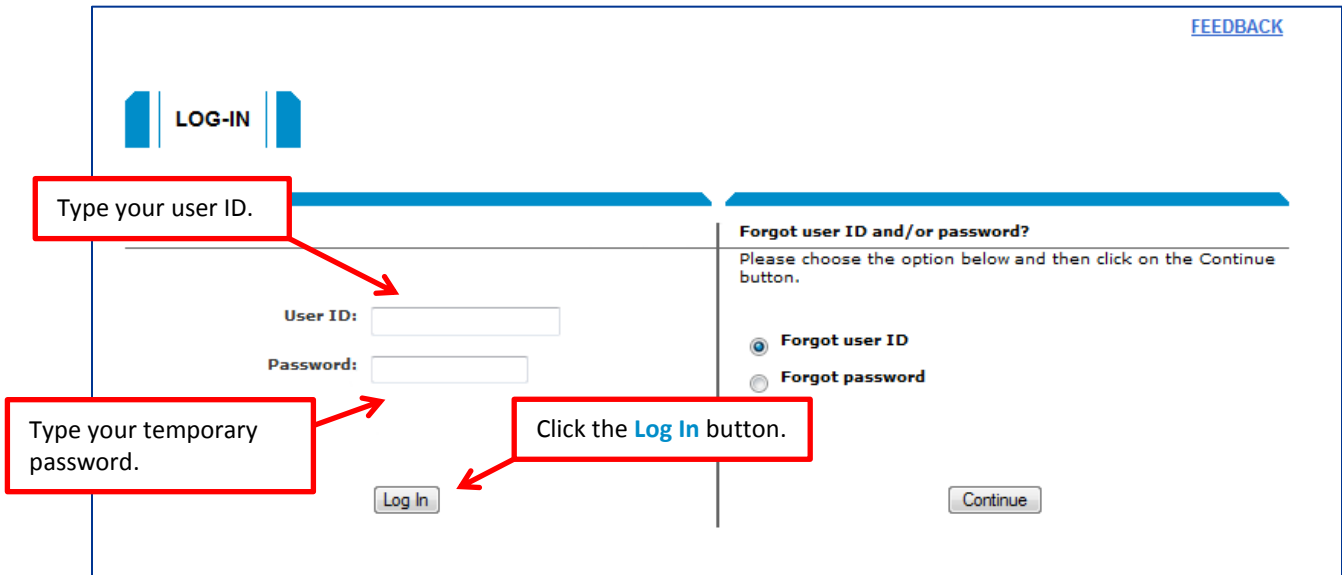 FEEDBACK
LOG-IN
Type your user ID.
User ID:
Password:
Type your temporary
password.
Click the Log In button.
Log In
Forgot user ID and/or password?
Please choose the option below and then click on the Continue
button.
Forgot user ID
Forgot password
Continue